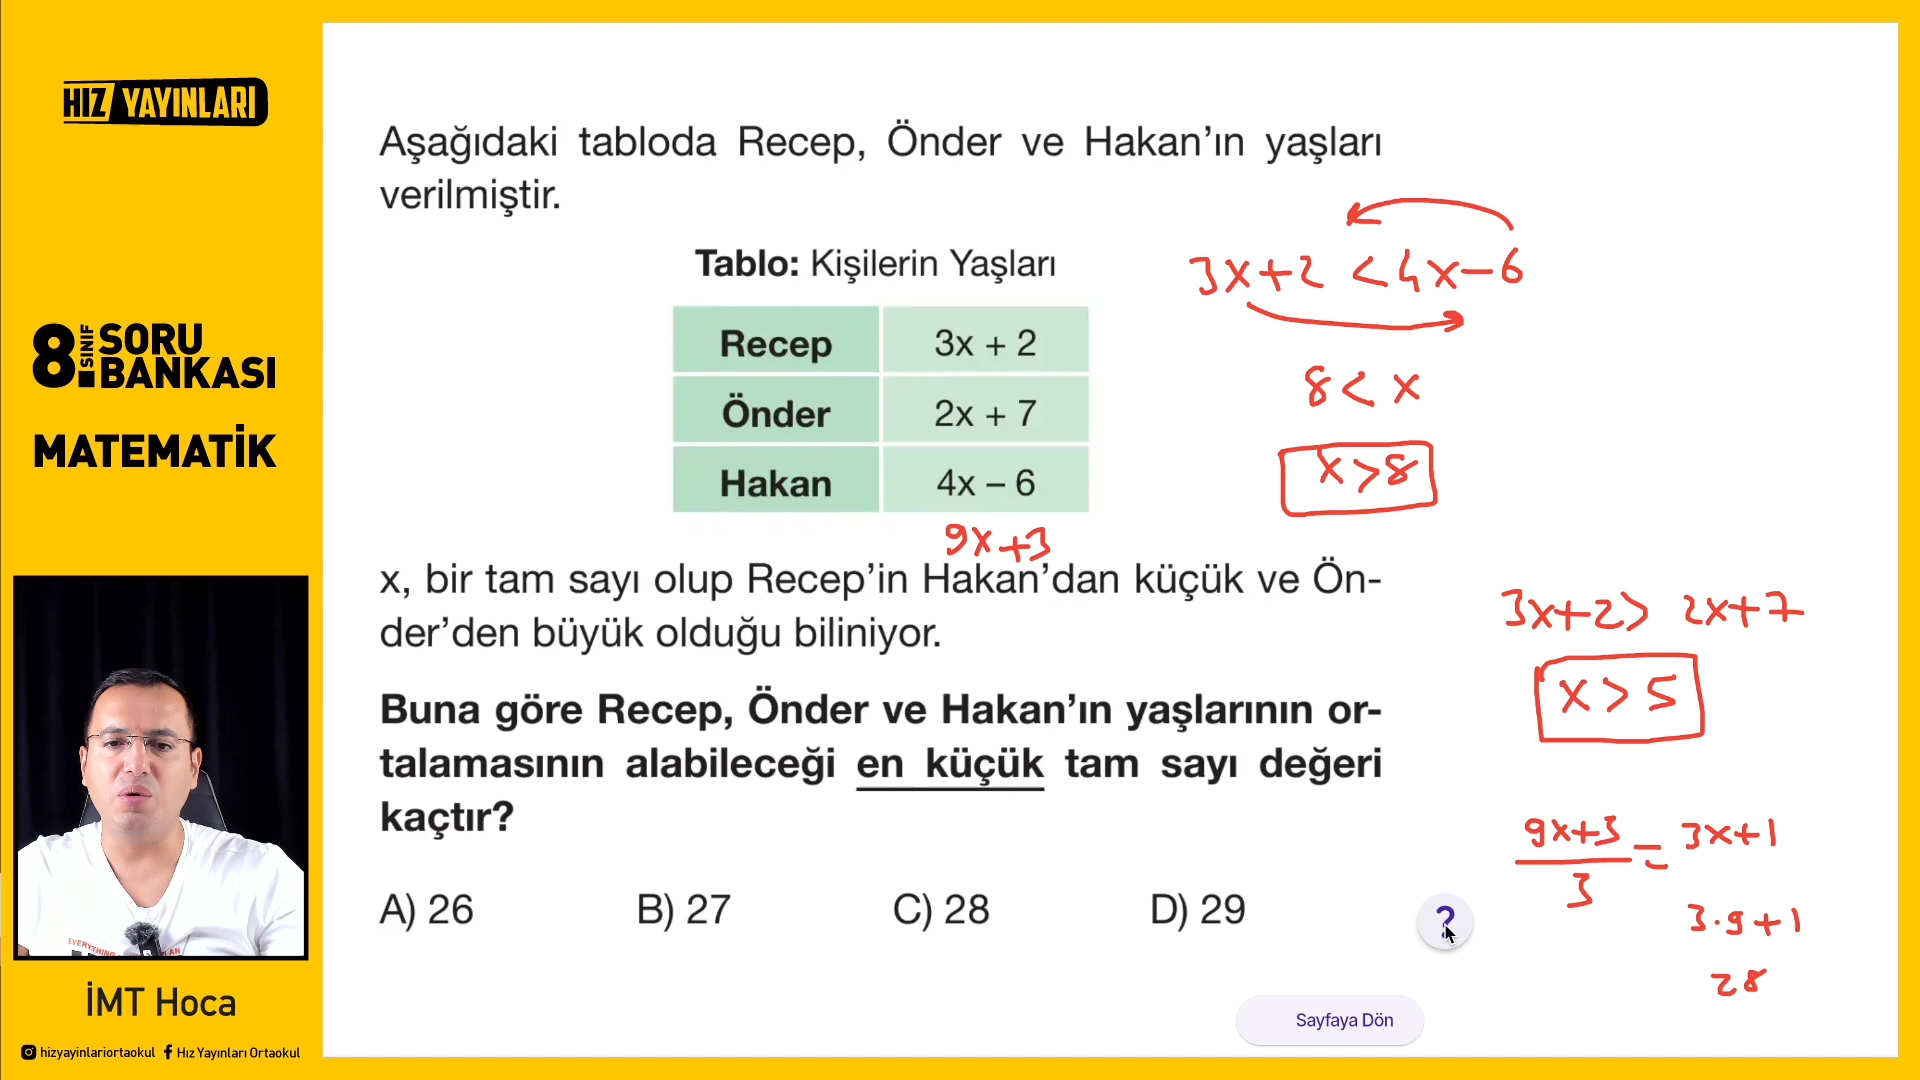 HIZ YAYINLARI
8. SINIF SORU BANKASI
MATEMATİK
İMT Hoca
hizyayinlariortaokul Hız Yayınları Ortaokul
Aşağıdaki tabloda Recep, Önder ve Hakan’ın yaşları
verilmiştir.
Tablo: Kişilerin Yaşları
Recep 3x + 2
Önder 2x + 7
Hakan 4x – 6
9x+3
x, bir tam sayı olup Recep’in Hakan’dan küçük ve Ön-
der’den büyük olduğu biliniyor.
Buna göre Recep, Önder ve Hakan’ın yaşlarının or-
talamasının alabileceği en küçük tam sayı değeri
kaçtır?
A) 26 B) 27 C) 28 D) 29
?
Sayfaya Dön
3x+2 < 4x-6
8 < x
x > 8
3x+2 > 2x+7
x > 5
9x+3 = 3x+1
3
3·9+1
28